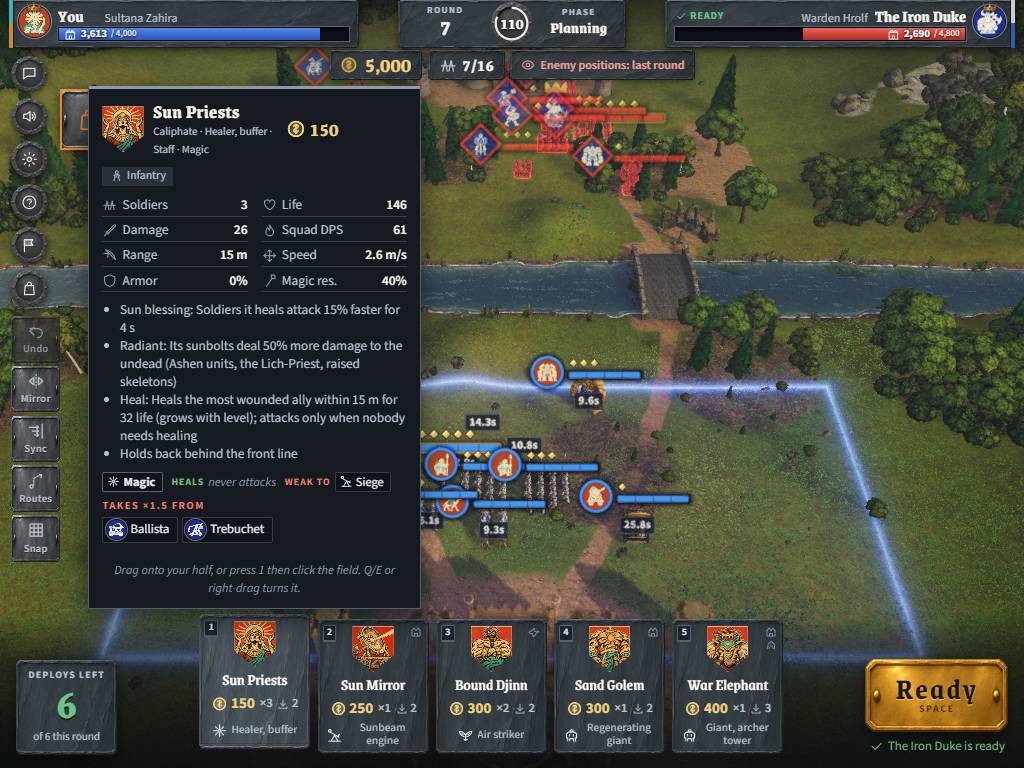 You Sultana Zahira
3,613 / 4,000
ROUND
7
110
PHASE
Planning
READY
Warden Hrolf The Iron Duke
2,690 / 4,800
5,000
7/16
Enemy positions: last round
Sun Priests
Caliphate · Healer, buffer ·
Staff · Magic
150
Infantry
Soldiers 3
Life 146
Damage 26
Squad DPS 61
Range 15 m
Speed 2.6 m/s
Armor 0%
Magic res. 40%
• Sun blessing: Soldiers it heals attack 15% faster for
4 s
• Radiant: Its sunbolts deal 50% more damage to the
undead (Ashen units, the Lich-Priest, raised
skeletons)
• Heal: Heals the most wounded ally within 15 m for
32 life (grows with level); attacks only when nobody
needs healing
• Holds back behind the front line
Magic HEALS never attacks WEAK TO Siege
TAKES ×1.5 FROM
Ballista Trebuchet
Drag onto your half, or press 1 then click the field. Q/E or
right-drag turns it.
Undo
Mirror
Sync
Routes
Snap
9.6s
14.3s
10.8s
9.3s
25.8s
DEPLOYS LEFT
6
of 6 this round
1
Sun Priests
150 ×3 2
Healer, buffer
2
Sun Mirror
250 ×1 2
Sunbeam
engine
3
Bound Djinn
300 ×2 2
Air striker
4
Sand Golem
300 ×1 2
Regenerating
giant
5
War Elephant
400 ×1 3
Giant, archer
tower
Ready
SPACE
The Iron Duke is ready